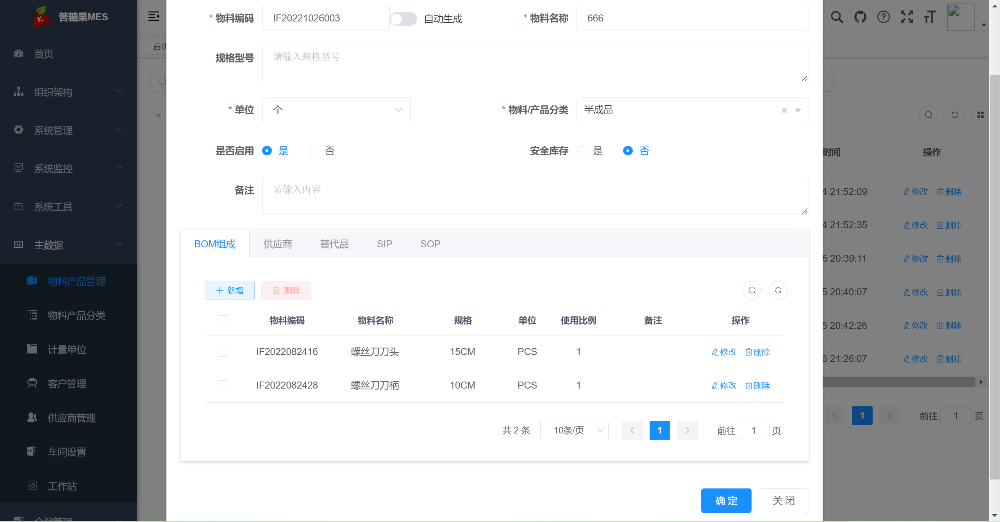 苦糖果MES
首页
组织架构
系统管理
系统监控
系统工具
主数据
物料产品管理
物料产品分类
计量单位
客户管理
供应商管理
车间设置
工作站
仓储管理
首页
* 物料编码 IF20221026003 自动生成 * 物料名称 666
规格型号 请输入规格型号
* 单位 个 * 物料/产品分类 半成品
是否启用 是 否 安全库存 是 否
备注 请输入内容
BOM组成 供应商 替代品 SIP SOP
新增 删除
物料编码 物料名称 规格 单位 使用比例 备注 操作
IF2022082416 螺丝刀刀头 15CM PCS 1 修改 删除
IF2022082428 螺丝刀刀柄 10CM PCS 1 修改 删除
共 2 条 10条/页 1 前往 1 页
确 定 关 闭
时间 操作
4 21:52:09 修改 删除
4 21:52:35 修改 删除
5 20:39:11 修改 删除
5 20:40:07 修改 删除
5 20:42:26 修改 删除
6 21:26:07 修改 删除
1 前往 1 页